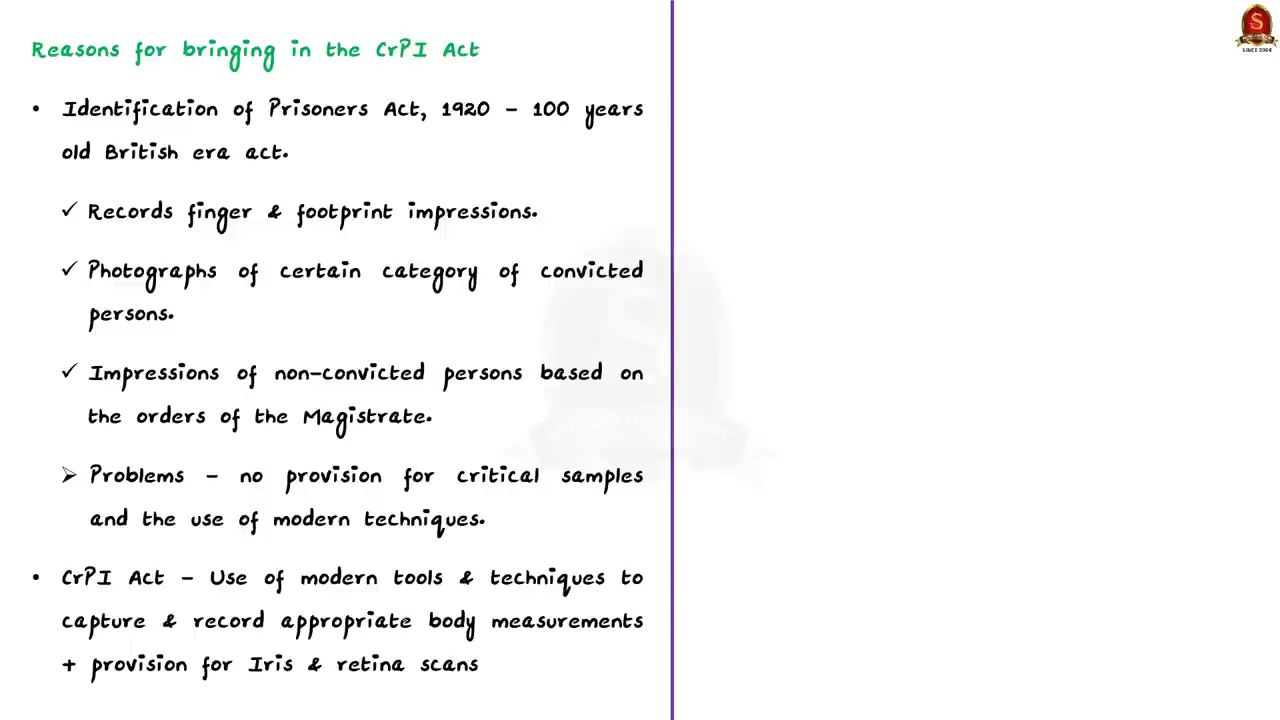 Reasons for bringing in the CrPI Act
• Identification of Prisoners Act, 1920 – 100 years
old British era act.
✓ Records finger & footprint impressions.
✓ Photographs of certain category of convicted
persons.
✓ Impressions of non-convicted persons based on
the orders of the Magistrate.
➢ Problems – no provision for critical samples
and the use of modern techniques.
• CrPI Act – Use of modern tools & techniques to
capture & record appropriate body measurements
+ provision for Iris & retina scans
S
SINCE 2004